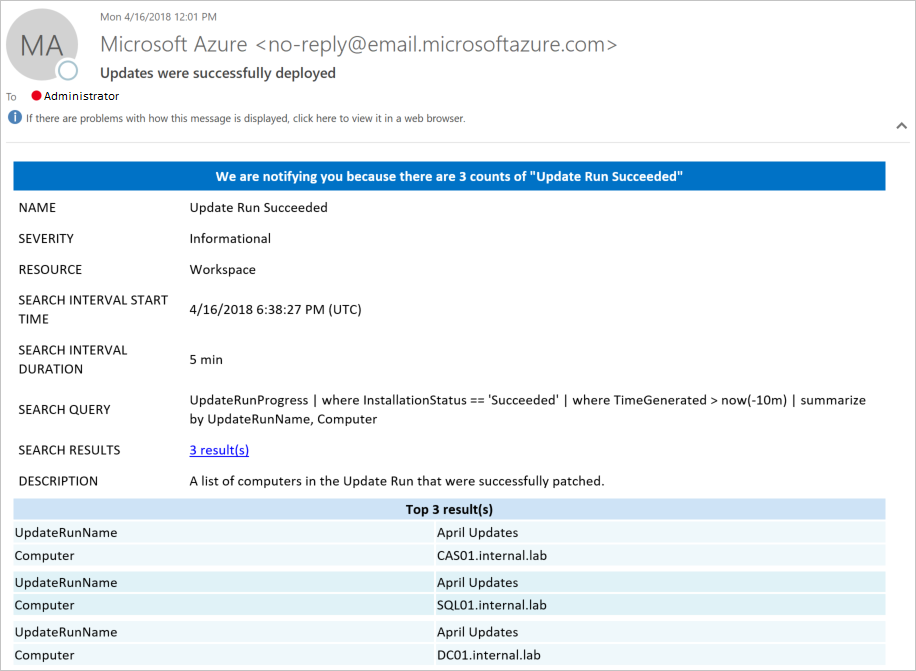 Mon 4/16/2018 12:01 PM
MA
Microsoft Azure <no-reply@email.microsoftazure.com>
Updates were successfully deployed
To Administrator
i If there are problems with how this message is displayed, click here to view it in a web browser.
We are notifying you because there are 3 counts of "Update Run Succeeded"
NAME Update Run Succeeded
SEVERITY Informational
RESOURCE Workspace
SEARCH INTERVAL START
TIME
4/16/2018 6:38:27 PM (UTC)
SEARCH INTERVAL
DURATION
5 min
SEARCH QUERY
UpdateRunProgress | where InstallationStatus == 'Succeeded' | where TimeGenerated > now(-10m) | summarize
by UpdateRunName, Computer
SEARCH RESULTS 3 result(s)
DESCRIPTION A list of computers in the Update Run that were successfully patched.
Top 3 result(s)
UpdateRunName April Updates
Computer CAS01.internal.lab
UpdateRunName April Updates
Computer SQL01.internal.lab
UpdateRunName April Updates
Computer DC01.internal.lab